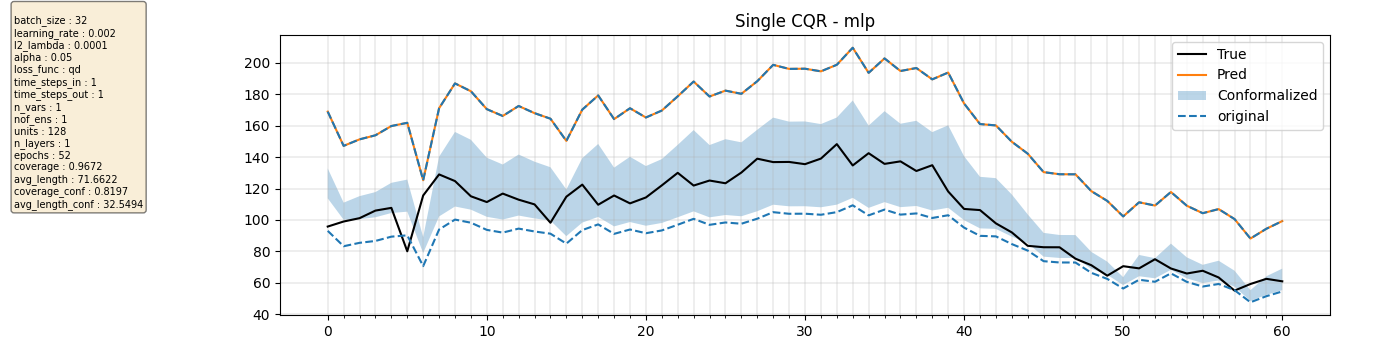 Single CQR - mlp
batch_size : 32
learning_rate : 0.002
l2_lambda : 0.0001
alpha : 0.05
loss_func : qd
time_steps_in : 1
time_steps_out : 1
n_vars : 1
nof_ens : 1
units : 128
n_layers : 1
epochs : 52
coverage : 0.9672
avg_length : 71.6622
coverage_conf : 0.8197
avg_length_conf : 32.5494
200
180
160
140
120
100
80
60
40
0 10 20 30 40 50 60
True
Pred
Conformalized
original